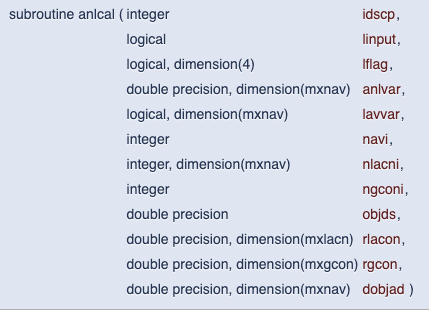 subroutine anlcal ( integer idscp,
logical linput,
logical, dimension(4) lflag,
double precision, dimension(mxnav) anlvar,
logical, dimension(mxnav) lavvar,
integer navi,
integer, dimension(mxnav) nlacni,
integer ngconi,
double precision objds,
double precision, dimension(mxlacn) rlacon,
double precision, dimension(mxgcon) rgcon,
double precision, dimension(mxnav) dobjad )